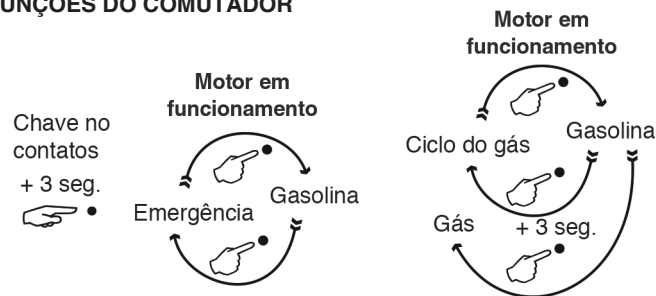 UNÇÕES DO COMUTADOR
Chave no
contatos
+ 3 seg.
Motor em
funcionamento
Emergência
Gasolina
Motor em
funcionamento
Ciclo do gás
Gasolina
Gás
+ 3 seg.